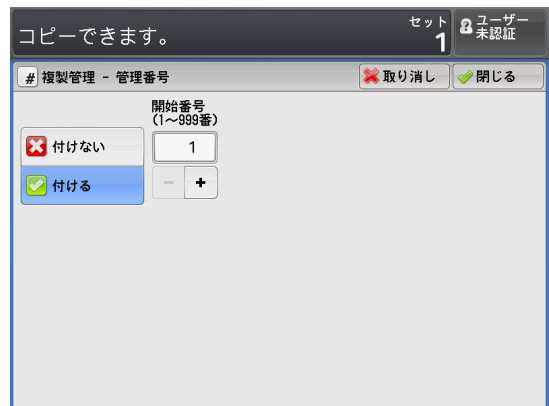 コピーできます。
セット
1
ユーザー
未認証
# 複製管理 - 管理番号
取り消し
閉じる
開始番号
(1～999番)
付けない
1
付ける
- +